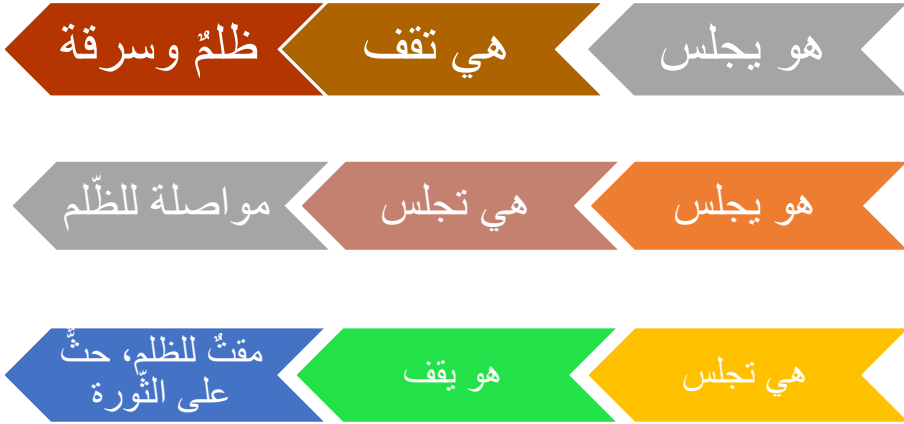 هو يجلس
هي تقف
ظلمٌ وسرقة
هو يجلس
هي تجلس
مواصلة للظّلم
هي تجلس
هو يقف
مقتٌ للظلم، حثٌّ
على الثّورة